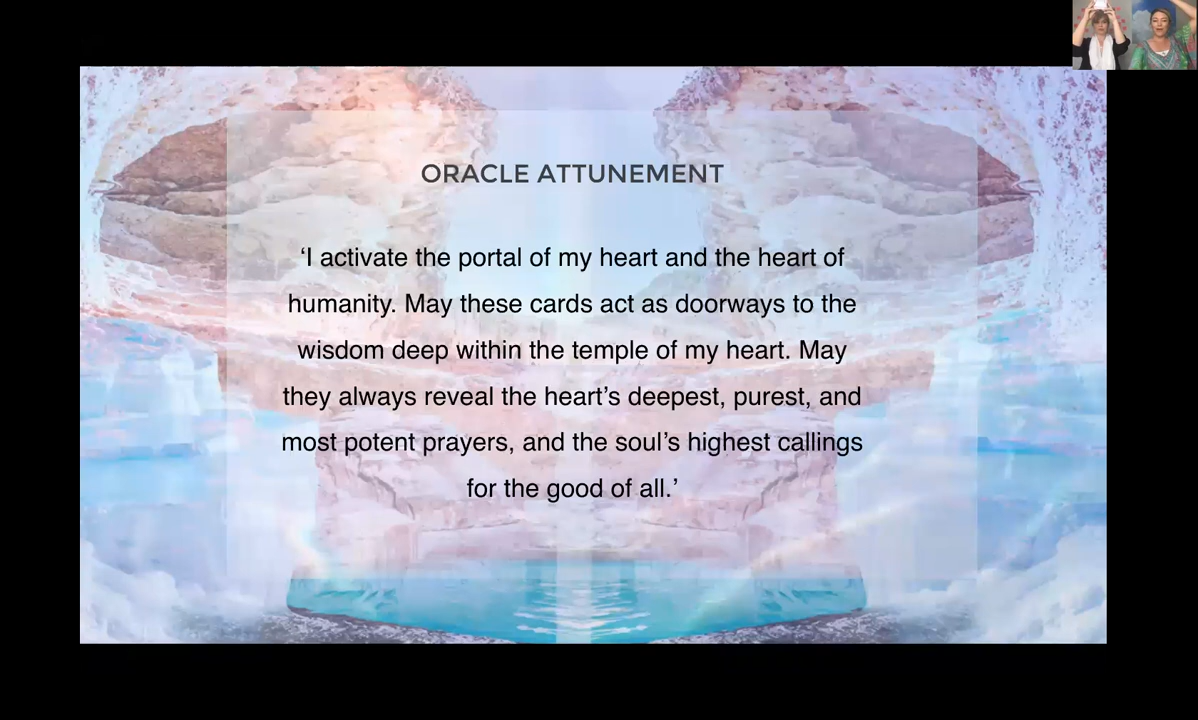 ORACLE ATTUNEMENT
‘I activate the portal of my heart and the heart of
humanity. May these cards act as doorways to the
wisdom deep within the temple of my heart. May
they always reveal the heart’s deepest, purest, and
most potent prayers, and the soul’s highest callings
for the good of all.’